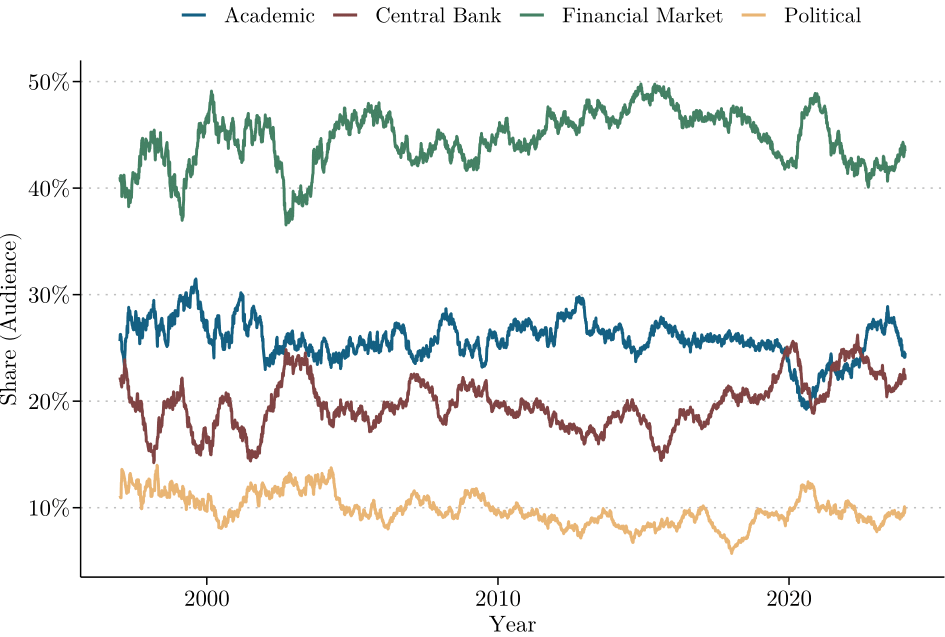 Academic Central Bank Financial Market Political
50%
40%
30%
20%
10%
Share (Audience)
2000 2010 2020
Year